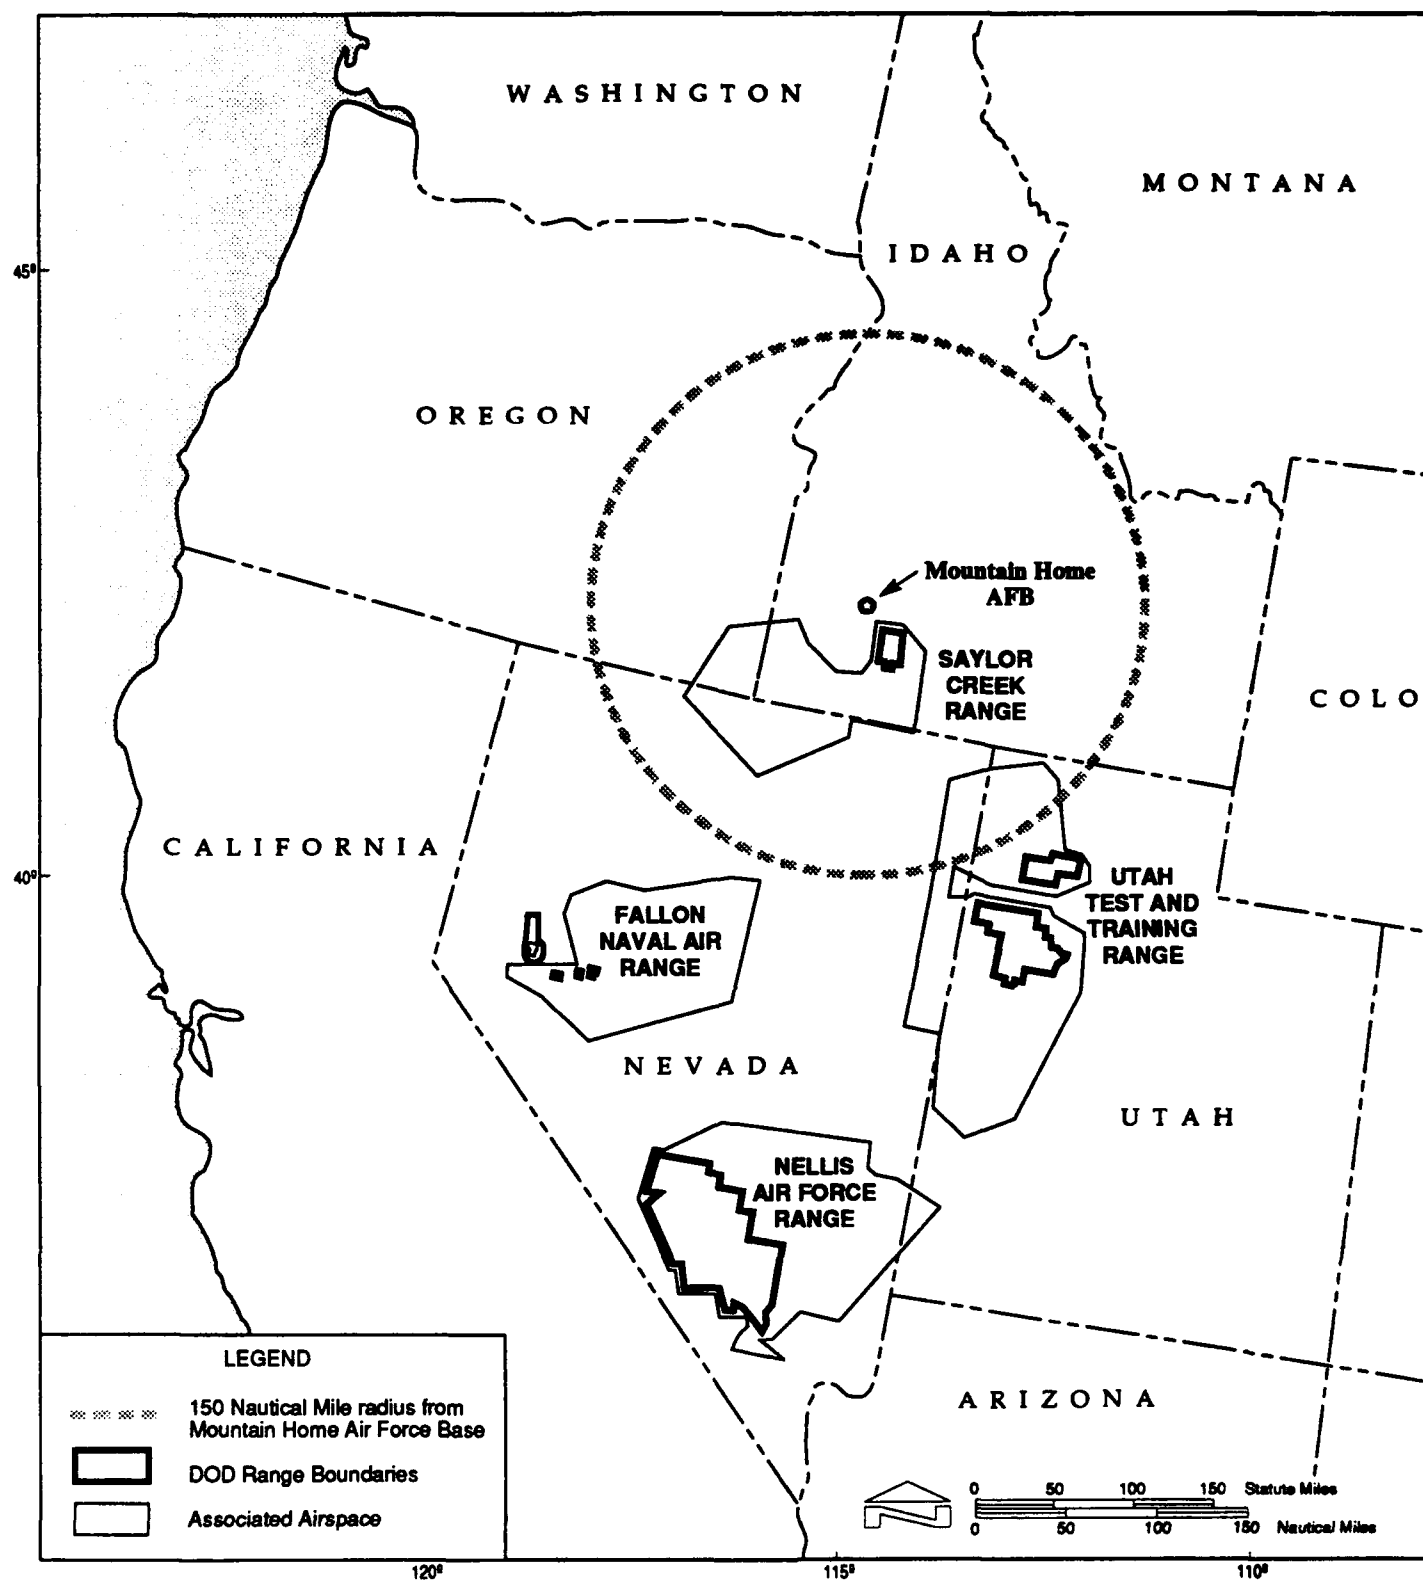 WASHINGTON
MONTANA
IDAHO
45°
OREGON
Mountain Home
AFB
SAYLOR
CREEK
RANGE
COLO
CALIFORNIA
40°
UTAH
TEST AND
TRAINING
RANGE
FALLON
NAVAL AIR
RANGE
NEVADA
UTAH
NELLIS
AIR FORCE
RANGE
ARIZONA
LEGEND
150 Nautical Mile radius from
Mountain Home Air Force Base
DOD Range Boundaries
Associated Airspace
N
0 50 100 150 Statute Miles
0 50 100 150 Nautical Miles
120° 115° 110°